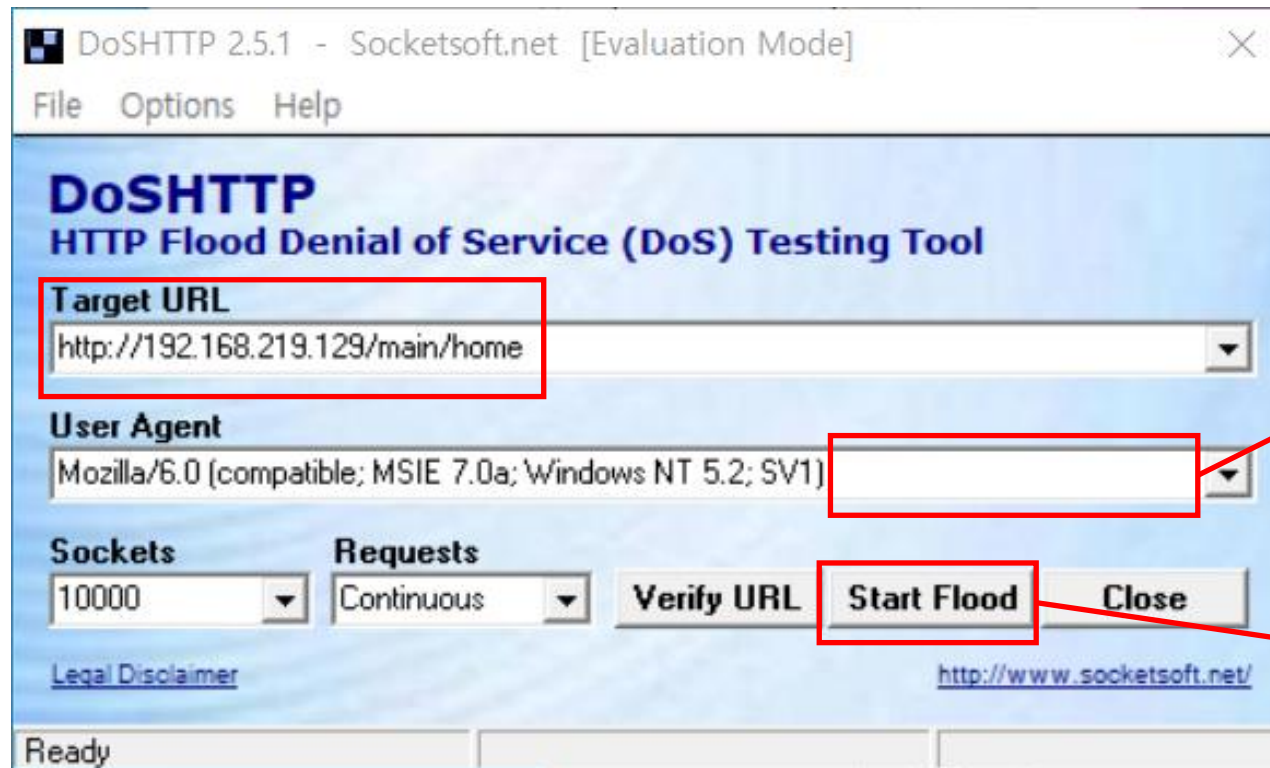 DoSHTTP 2.5.1 - Socketsoft.net [Evaluation Mode]
File Options Help
DoSHTTP
HTTP Flood Denial of Service (DoS) Testing Tool
Target URL
http://192.168.219.129/main/home
User Agent
Mozilla/6.0 (compatible; MSIE 7.0a; Windows NT 5.2; SV1)
Sockets Requests
10000 Continuous Verify URL Start Flood Close
Legal Disclaimer http://www.socketsoft.net/
Ready